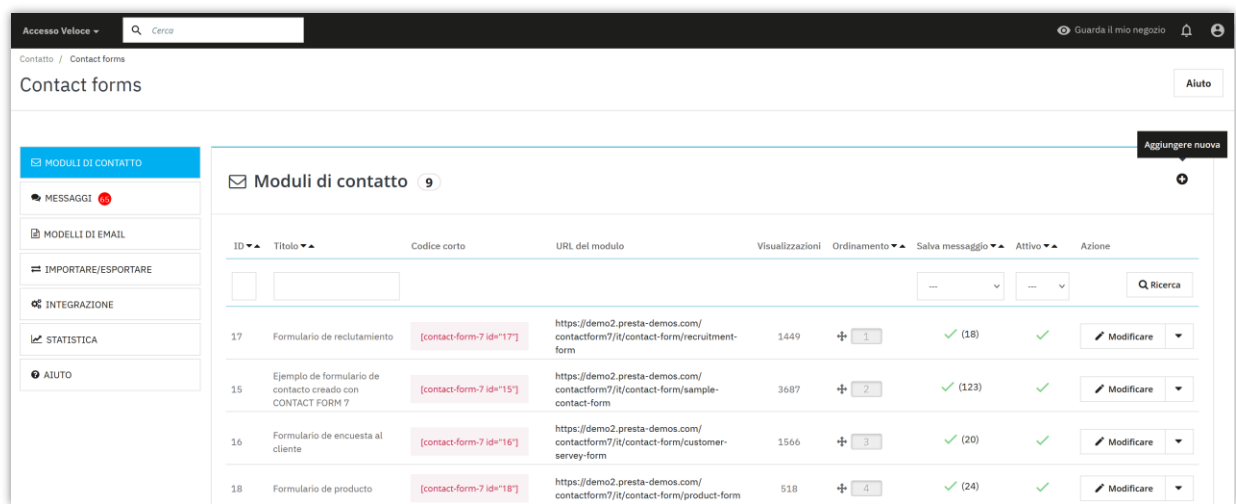 Accesso Veloce
Cerca
Guarda il mio negozio
Contatto / Contact forms
Contact forms
Aiuto
Aggiungere nuova
MODULI DI CONTATTO
MESSAGGI 65
MODELLI DI EMAIL
IMPORTARE/ESPORTARE
INTEGRAZIONE
STATISTICA
AIUTO
Moduli di contatto 9
ID Titolo Codice corto URL del modulo Visualizzazioni Ordinamento Salva messaggio Attivo Azione
--- --- Ricerca
17 Formulario de reclutamiento [contact-form-7 id="17"] https://demo2.presta-demos.com/
contactform7/it/contact-form/recruitment-
form 1449 1 (18) Modificare
15 Ejemplo de formulario de
contacto creado con
CONTACT FORM 7 [contact-form-7 id="15"] https://demo2.presta-demos.com/
contactform7/it/contact-form/sample-
contact-form 3687 2 (123) Modificare
16 Formulario de encuesta al
cliente [contact-form-7 id="16"] https://demo2.presta-demos.com/
contactform7/it/contact-form/customer-
servey-form 1566 3 (20) Modificare
18 Formulario de producto [contact-form-7 id="18"] https://demo2.presta-demos.com/
contactform7/it/contact-form/product-form 518 4 (24) Modificare